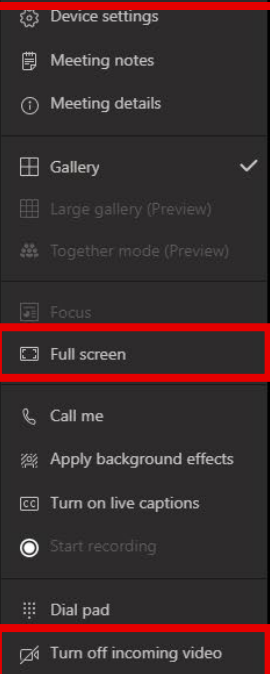 Device settings
Meeting notes
Meeting details
Gallery
Large gallery (Preview)
Together mode (Preview)
Focus
Full screen
Call me
Apply background effects
CC Turn on live captions
Start recording
Dial pad
Turn off incoming video